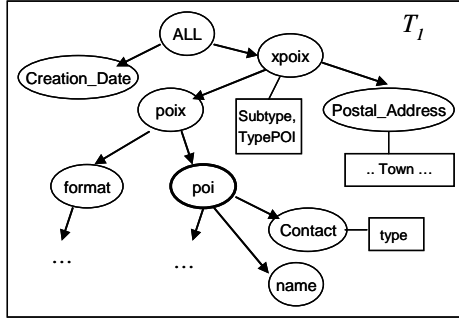 ALL
T1
xpoix
Creation_Date
poix
Subtype,
TypePOI
Postal_Address
.. Town ...
format
poi
Contact
type
...
...
name